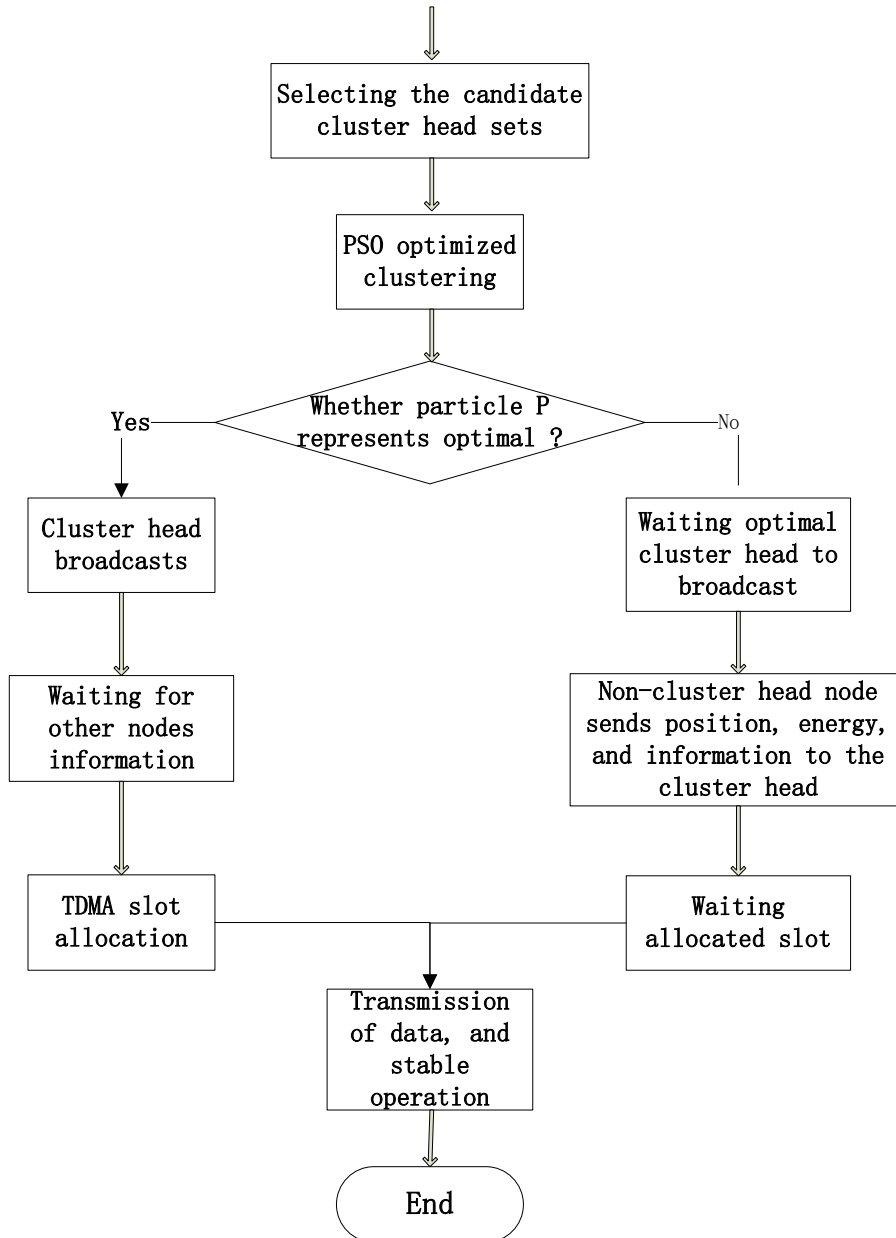 Selecting the candidate
cluster head sets
PSO optimized
clustering
Whether particle P
represents optimal ?
Yes
No
Cluster head
broadcasts
Waiting optimal
cluster head to
broadcast
Waiting for
other nodes
information
Non-cluster head node
sends position, energy,
and information to the
cluster head
TDMA slot
allocation
Waiting
allocated slot
Transmission
of data, and
stable
operation
End